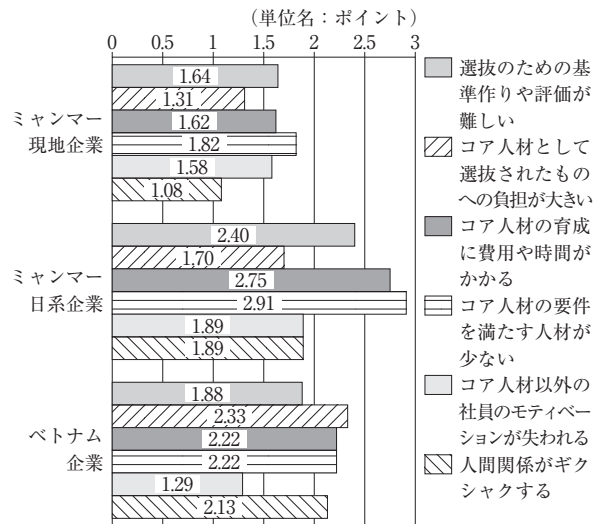 （単位名：ポイント）
0 0.5 1 1.5 2 2.5 3
ミャンマー
現地企業
1.64
1.31
1.62
1.82
1.58
1.08
ミャンマー
日系企業
2.40
1.70
2.75
2.91
1.89
1.89
ベトナム
企業
1.88
2.33
2.22
2.22
1.29
2.13
選抜のための基
準作りや評価が
難しい
コア人材として
選抜されたもの
への負担が大きい
コア人材の育成
に費用や時間が
かかる
コア人材の要件
を満たす人材が
少ない
コア人材以外の
社員のモティベー
ションが失われる
人間関係がギク
シャクする